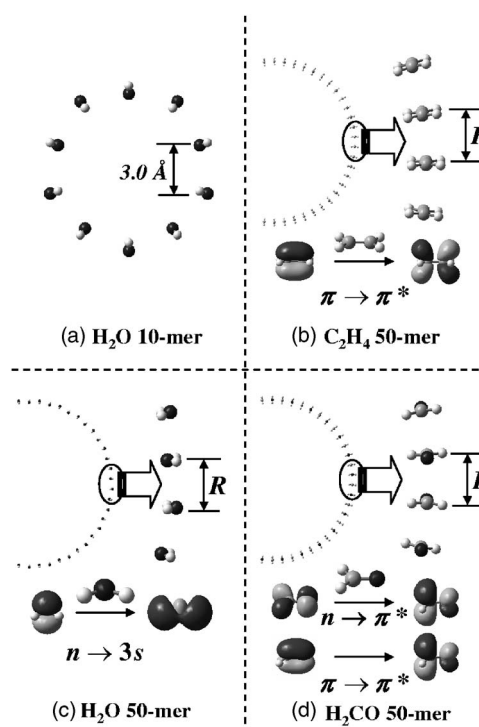 3.0 Å
(a) H₂O 10-mer
π → π*
(b) C₂H₄ 50-mer
R
n → 3s
(c) H₂O 50-mer
n → π*
π → π*
(d) H₂CO 50-mer